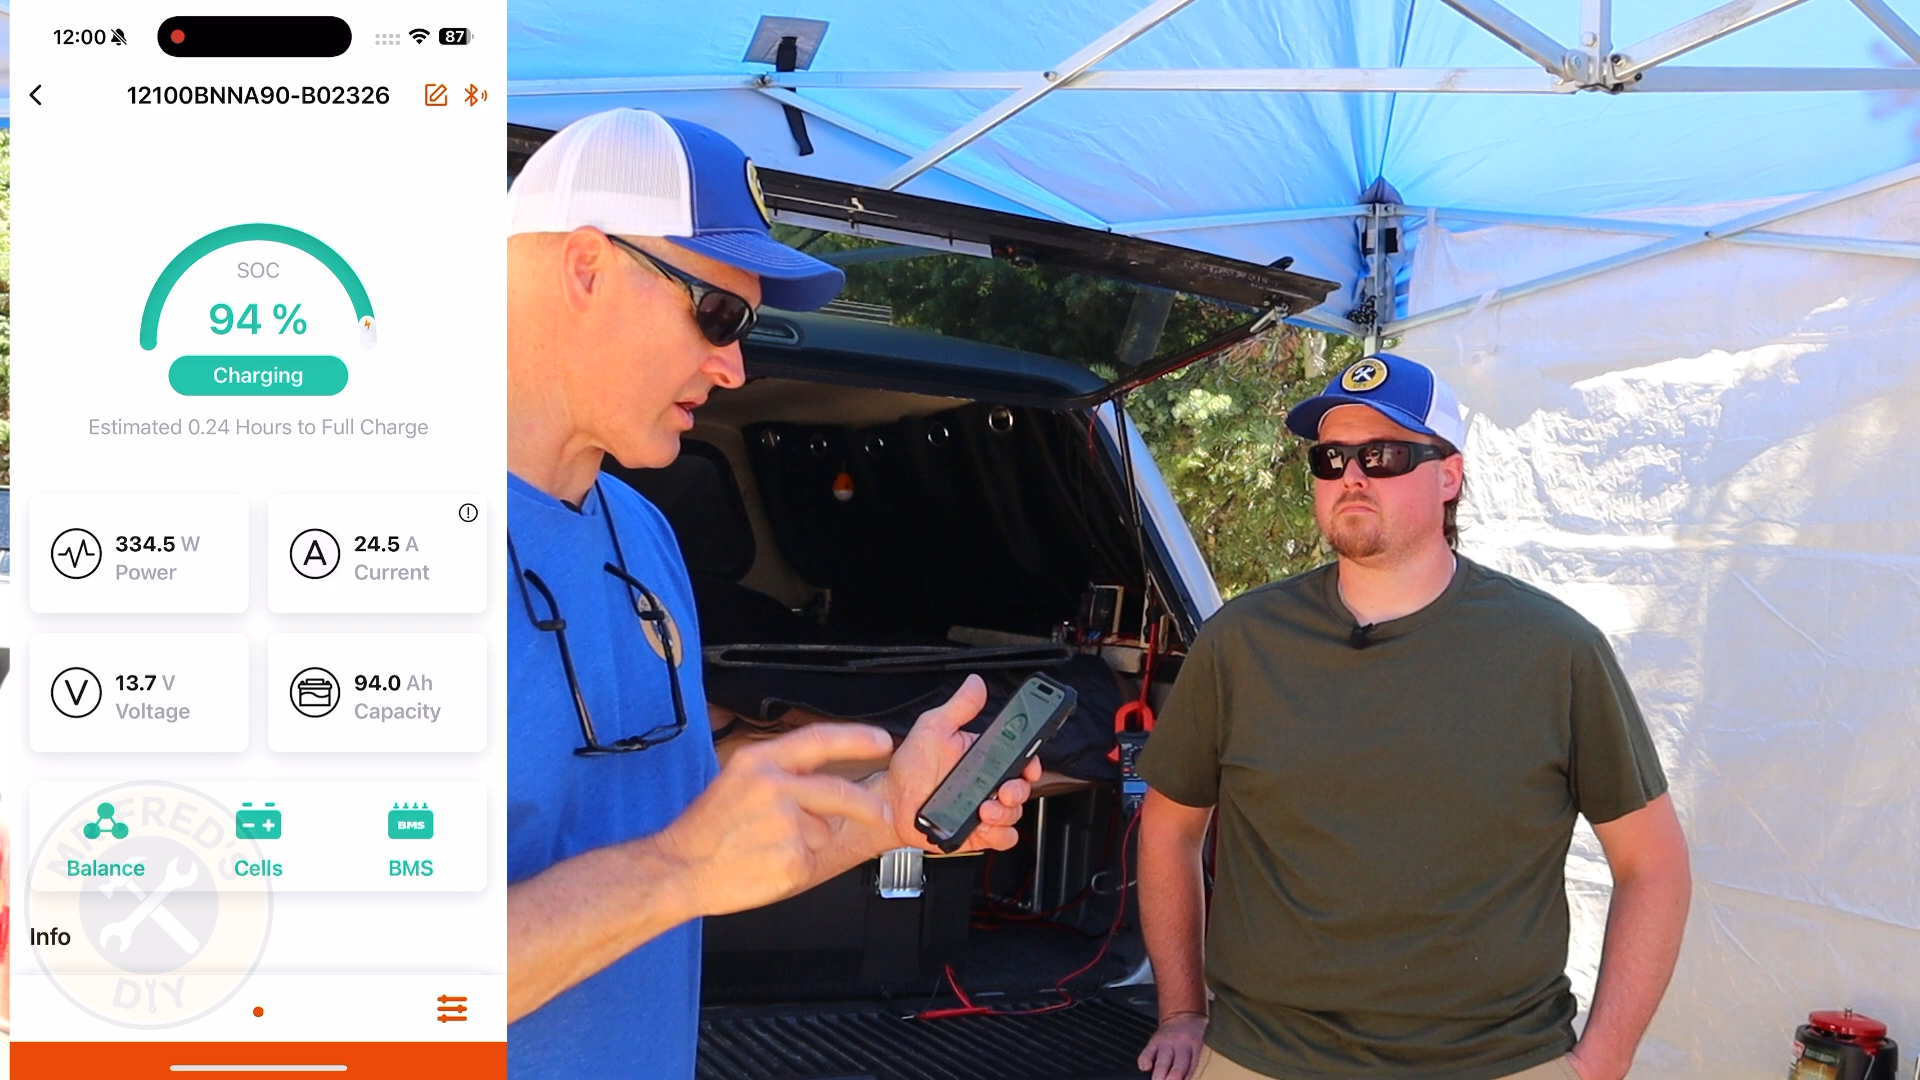 12:00
87
12100BNNA90-B02326
SOC
94 %
Charging
Estimated 0.24 Hours to Full Charge
334.5 W
Power
24.5 A
Current
13.7 V
Voltage
94.0 Ah
Capacity
BMS
Balance
Cells
BMS
Info
DIY